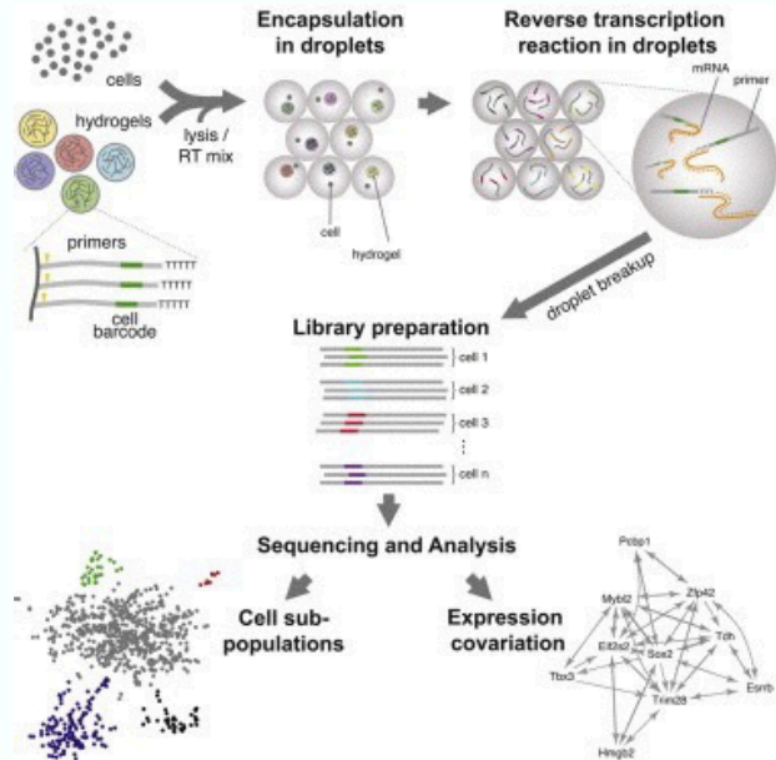 Encapsulation
in droplets
Reverse transcription
reaction in droplets
cells
hydrogels
lysis /
RT mix
mRNA
primer
cell
hydrogel
primers
TTTTT
TTTTT
TTTTT
cell
barcode
droplet breakup
Library preparation
cell 1
cell 2
cell 3
cell n
Sequencing and Analysis
Cell sub-
populations
Expression
covariation
Pcbp1
Mybl2
Zfp42
Tdh
Eif2s2
Sox2
Tbx3
Esrrb
Trim28
Hmgb2